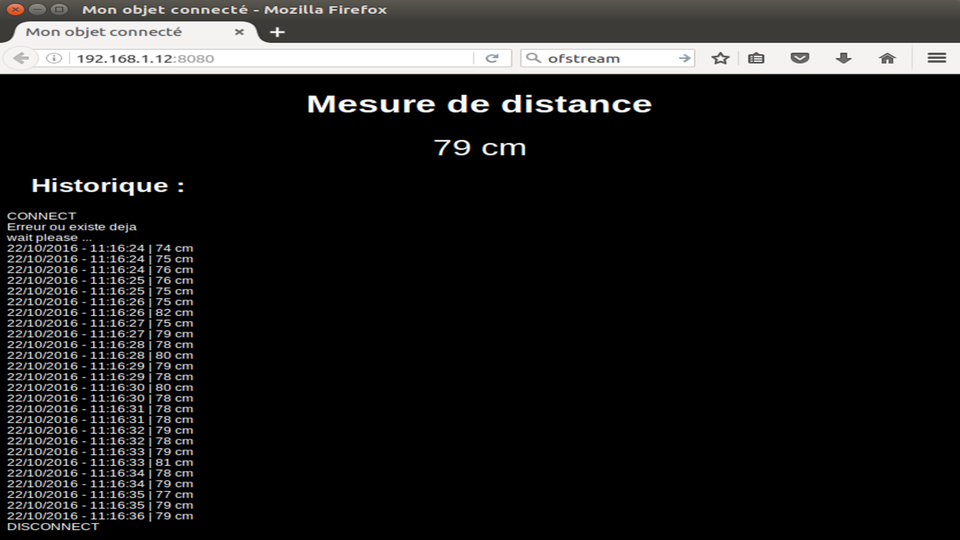 Mon objet connecté - Mozilla Firefox
Mon objet connecté
192.168.1.12:8080
ofstream
Mesure de distance
79 cm
Historique :
CONNECT
Erreur ou existe deja
wait please ...
22/10/2016 - 11:16:24 | 74 cm
22/10/2016 - 11:16:24 | 75 cm
22/10/2016 - 11:16:24 | 76 cm
22/10/2016 - 11:16:25 | 76 cm
22/10/2016 - 11:16:25 | 75 cm
22/10/2016 - 11:16:26 | 75 cm
22/10/2016 - 11:16:26 | 82 cm
22/10/2016 - 11:16:27 | 75 cm
22/10/2016 - 11:16:27 | 79 cm
22/10/2016 - 11:16:28 | 78 cm
22/10/2016 - 11:16:28 | 80 cm
22/10/2016 - 11:16:29 | 79 cm
22/10/2016 - 11:16:29 | 78 cm
22/10/2016 - 11:16:30 | 80 cm
22/10/2016 - 11:16:30 | 78 cm
22/10/2016 - 11:16:31 | 78 cm
22/10/2016 - 11:16:31 | 78 cm
22/10/2016 - 11:16:32 | 79 cm
22/10/2016 - 11:16:32 | 78 cm
22/10/2016 - 11:16:33 | 79 cm
22/10/2016 - 11:16:33 | 81 cm
22/10/2016 - 11:16:34 | 78 cm
22/10/2016 - 11:16:34 | 79 cm
22/10/2016 - 11:16:35 | 77 cm
22/10/2016 - 11:16:35 | 79 cm
22/10/2016 - 11:16:36 | 79 cm
DISCONNECT